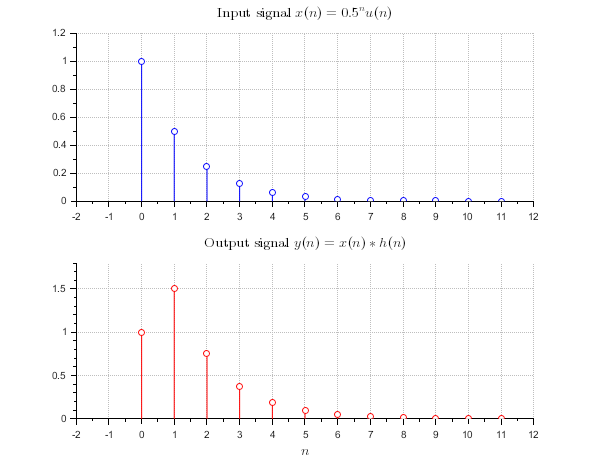 Input signal x(n) = 0.5ⁿu(n)
1.2
1
0.8
0.6
0.4
0.2
0
-2 -1 0 1 2 3 4 5 6 7 8 9 10 11 12
Output signal y(n) = x(n) ∗ h(n)
1.5
1
0.5
0
-2 -1 0 1 2 3 4 5 6 7 8 9 10 11 12
n